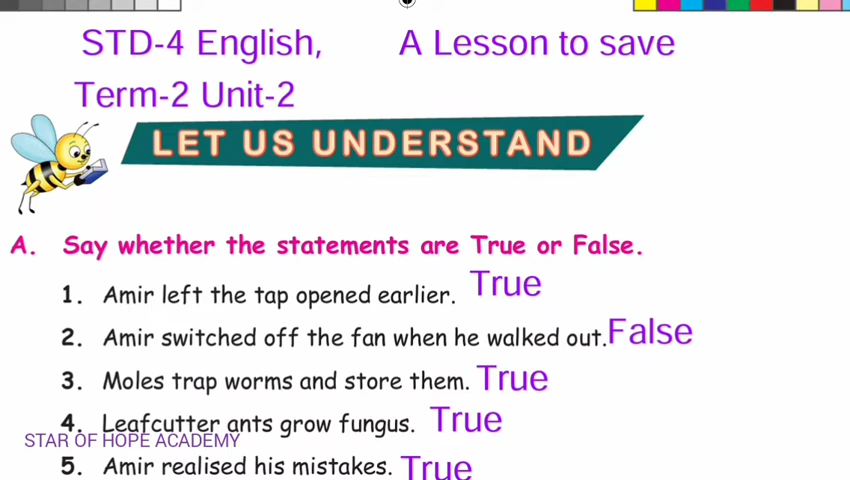 STD-4 English, A Lesson to save
Term-2 Unit-2
LET US UNDERSTAND
A. Say whether the statements are True or False.
1. Amir left the tap opened earlier. True
2. Amir switched off the fan when he walked out. False
3. Moles trap worms and store them. True
4. Leafcutter ants grow fungus. True
STAR OF HOPE ACADEMY
5. Amir realised his mistakes. True